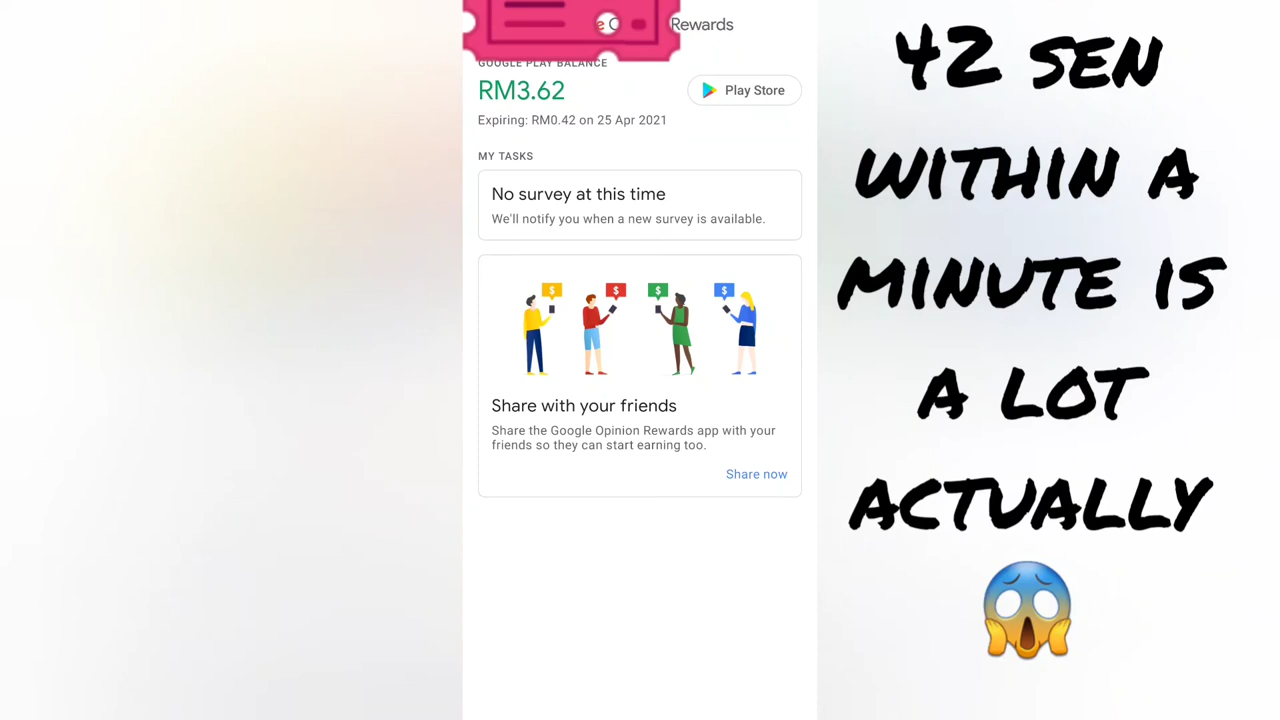 Rewards
GOOGLE PLAY BALANCE
RM3.62
Play Store
Expiring: RM0.42 on 25 Apr 2021
MY TASKS
No survey at this time
We'll notify you when a new survey is available.
$ $ $ $
Share with your friends
Share the Google Opinion Rewards app with your
friends so they can start earning too.
Share now
42 SEN
WITHIN A
MINUTE IS
A LOT
ACTUALLY